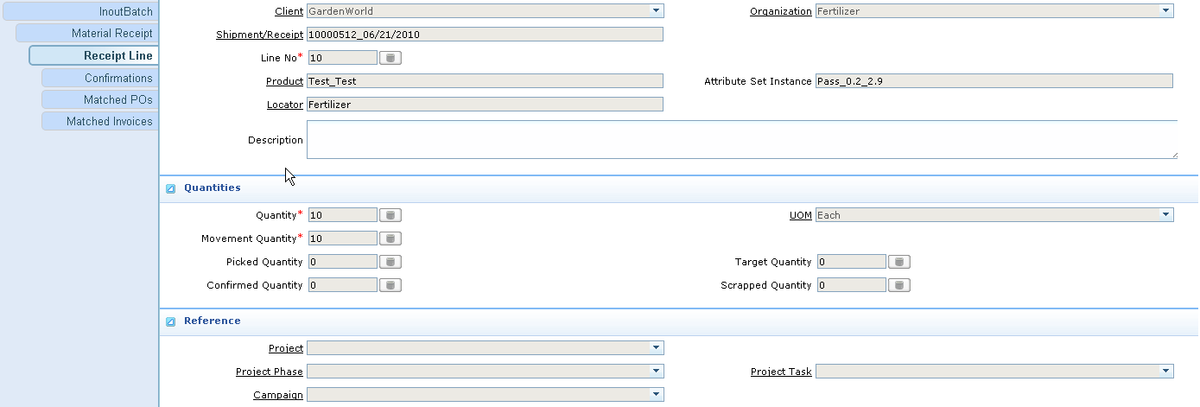 InoutBatch
Material Receipt
Receipt Line
Confirmations
Matched POs
Matched Invoices
Client GardenWorld Organization Fertilizer
Shipment/Receipt 10000512_06/21/2010
Line No* 10
Product Test_Test Attribute Set Instance Pass_0.2_2.9
Locator Fertilizer
Description
Quantities
Quantity* 10 UOM Each
Movement Quantity* 10
Picked Quantity 0 Target Quantity 0
Confirmed Quantity 0 Scrapped Quantity 0
Reference
Project
Project Phase Project Task
Campaign